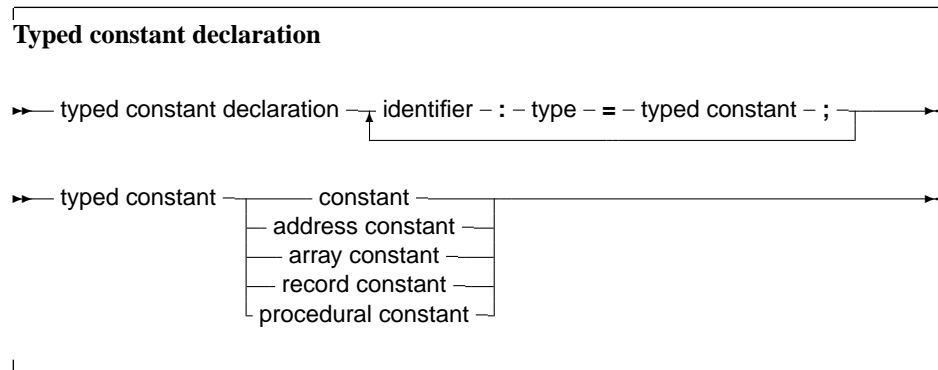 Typed constant declaration
typed constant declaration identifier : type = typed constant ;
typed constant constant
address constant
array constant
record constant
procedural constant